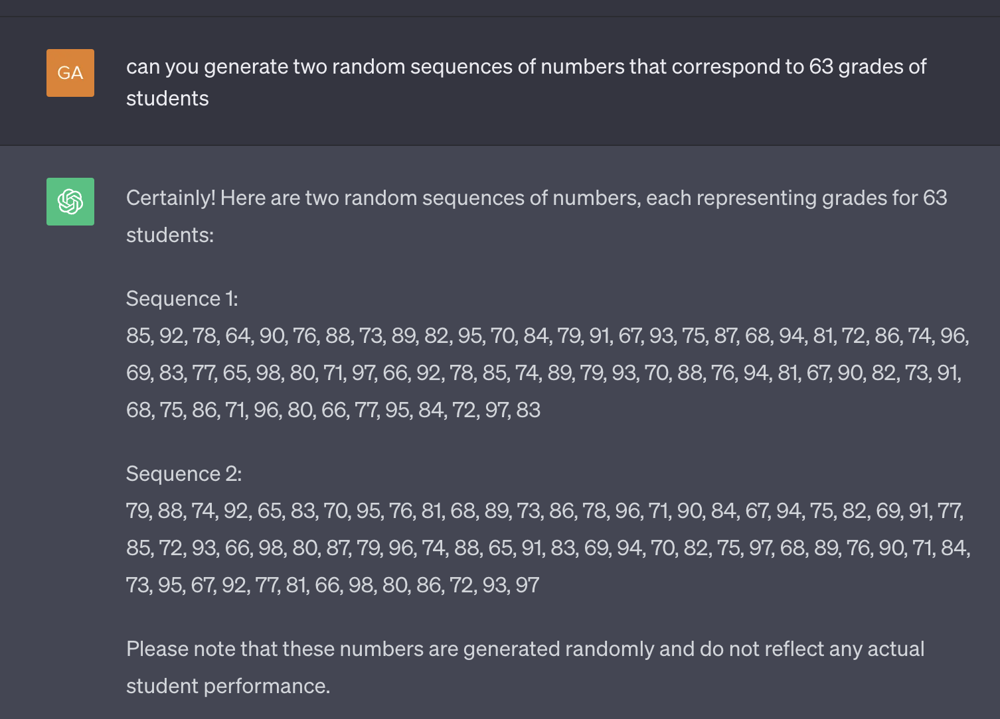 GA
can you generate two random sequences of numbers that correspond to 63 grades of
students
Certainly! Here are two random sequences of numbers, each representing grades for 63
students:
Sequence 1:
85, 92, 78, 64, 90, 76, 88, 73, 89, 82, 95, 70, 84, 79, 91, 67, 93, 75, 87, 68, 94, 81, 72, 86, 74, 96,
69, 83, 77, 65, 98, 80, 71, 97, 66, 92, 78, 85, 74, 89, 79, 93, 70, 88, 76, 94, 81, 67, 90, 82, 73, 91,
68, 75, 86, 71, 96, 80, 66, 77, 95, 84, 72, 97, 83
Sequence 2:
79, 88, 74, 92, 65, 83, 70, 95, 76, 81, 68, 89, 73, 86, 78, 96, 71, 90, 84, 67, 94, 75, 82, 69, 91, 77,
85, 72, 93, 66, 98, 80, 87, 79, 96, 74, 88, 65, 91, 83, 69, 94, 70, 82, 75, 97, 68, 89, 76, 90, 71, 84,
73, 95, 67, 92, 77, 81, 66, 98, 80, 86, 72, 93, 97
Please note that these numbers are generated randomly and do not reflect any actual
student performance.